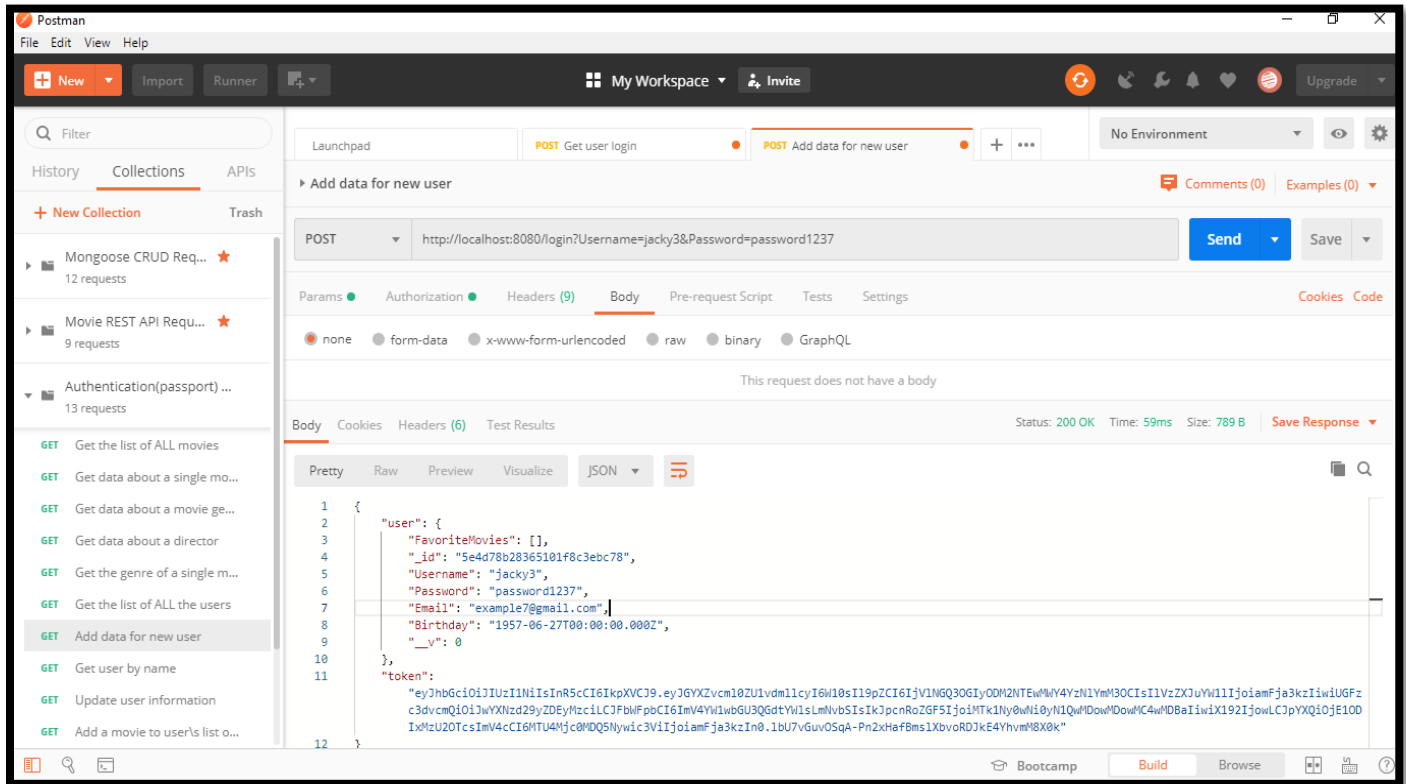 Postman
File Edit View Help
New Import Runner My Workspace Invite Upgrade
Filter
History Collections APIs
+ New Collection Trash
Mongoose CRUD Req...
12 requests
Movie REST API Requ...
9 requests
Authentication(passport) ...
13 requests
GET Get the list of ALL movies
GET Get data about a single mo...
GET Get data about a movie ge...
GET Get data about a director
GET Get the genre of a single m...
GET Get the list of ALL the users
GET Add data for new user
GET Get user by name
GET Update user information
GET Add a movie to user\s list o...
Launchpad POST Get user login POST Add data for new user + ••• No Environment
Add data for new user Comments (0) Examples (0)
POST http://localhost:8080/login?Username=jacky3&Password=password1237 Send Save
Params Authorization Headers (9) Body Pre-request Script Tests Settings Cookies Code
none form-data x-www-form-urlencoded raw binary GraphQL
This request does not have a body
Body Cookies Headers (6) Test Results Status: 200 OK Time: 59ms Size: 789 B Save Response
Pretty Raw Preview Visualize JSON
1 {
2 "user": {
3 "FavoriteMovies": [],
4 "_id": "5e4d78b28365101f8c3ebc78",
5 "Username": "jacky3",
6 "Password": "password1237",
7 "Email": "example7@gmail.com",
8 "Birthday": "1957-06-27T00:00:00.000Z",
9 "__v": 0
10 },
11 "token":
12 }
Bootcamp Build Browse